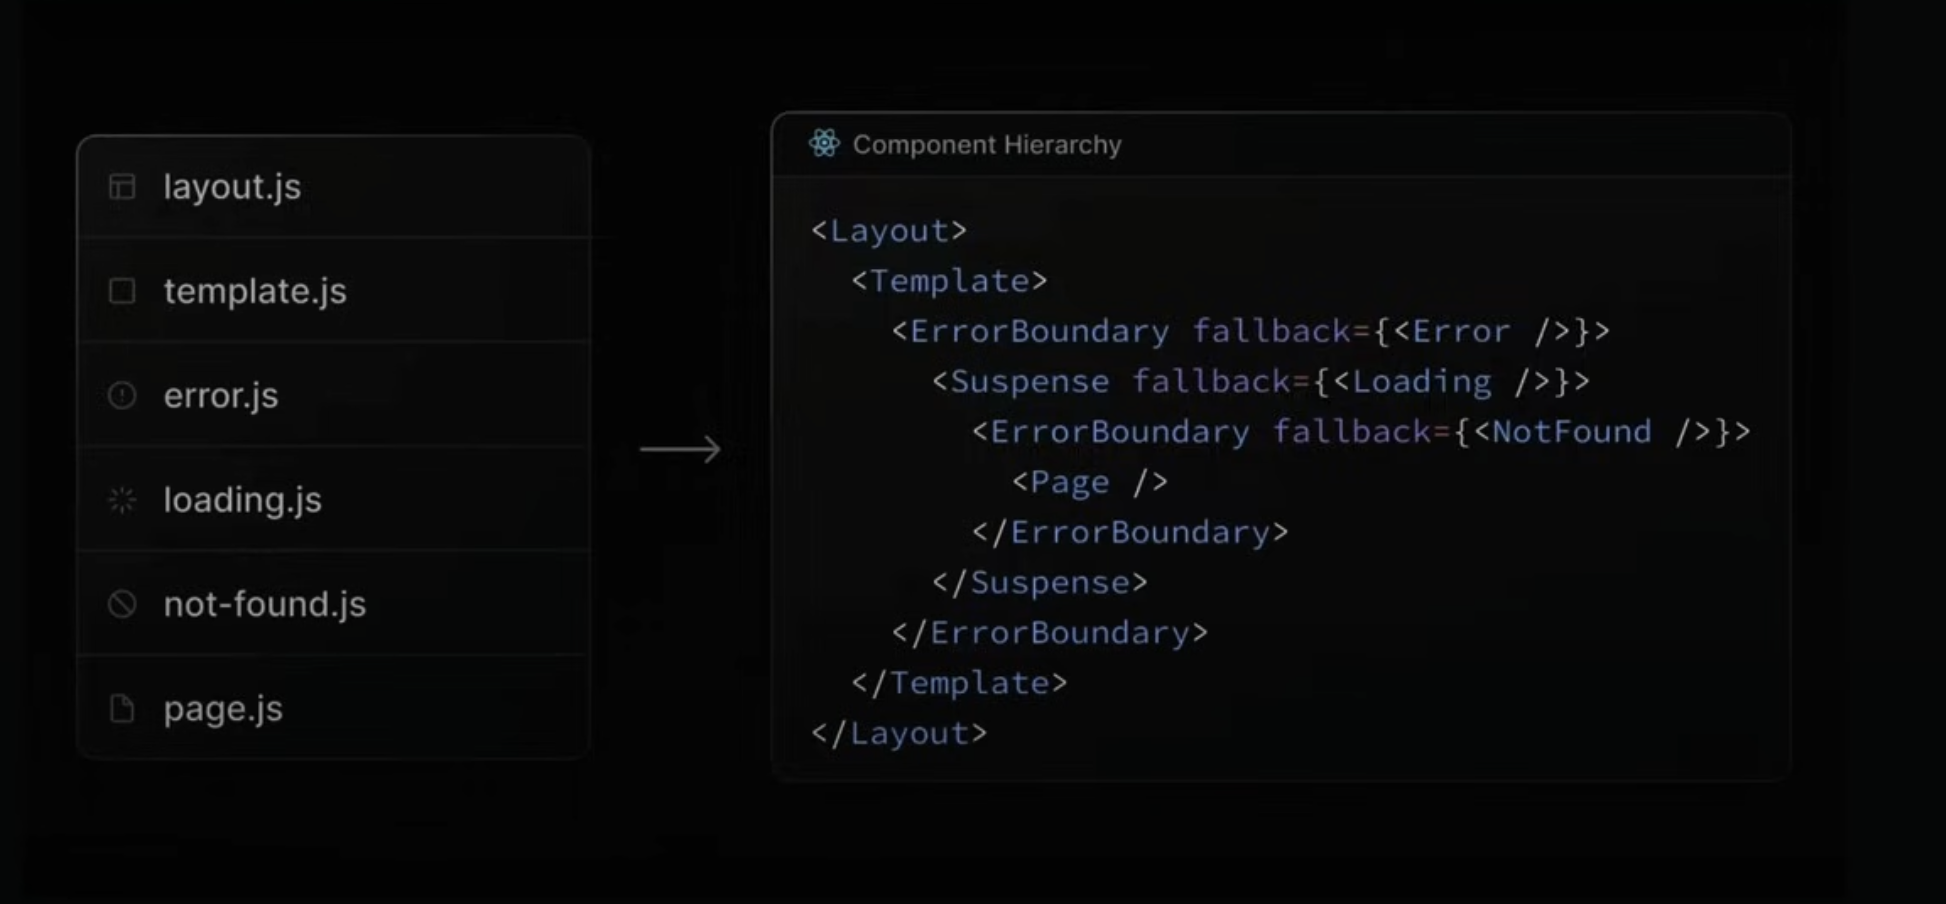 layout.js
template.js
error.js
loading.js
not-found.js
page.js
Component Hierarchy
<Layout>
<Template>
<ErrorBoundary fallback={<Error />}>
<Suspense fallback={<Loading />}>
<ErrorBoundary fallback={<NotFound />}>
<Page />
</ErrorBoundary>
</Suspense>
</ErrorBoundary>
</Template>
</Layout>